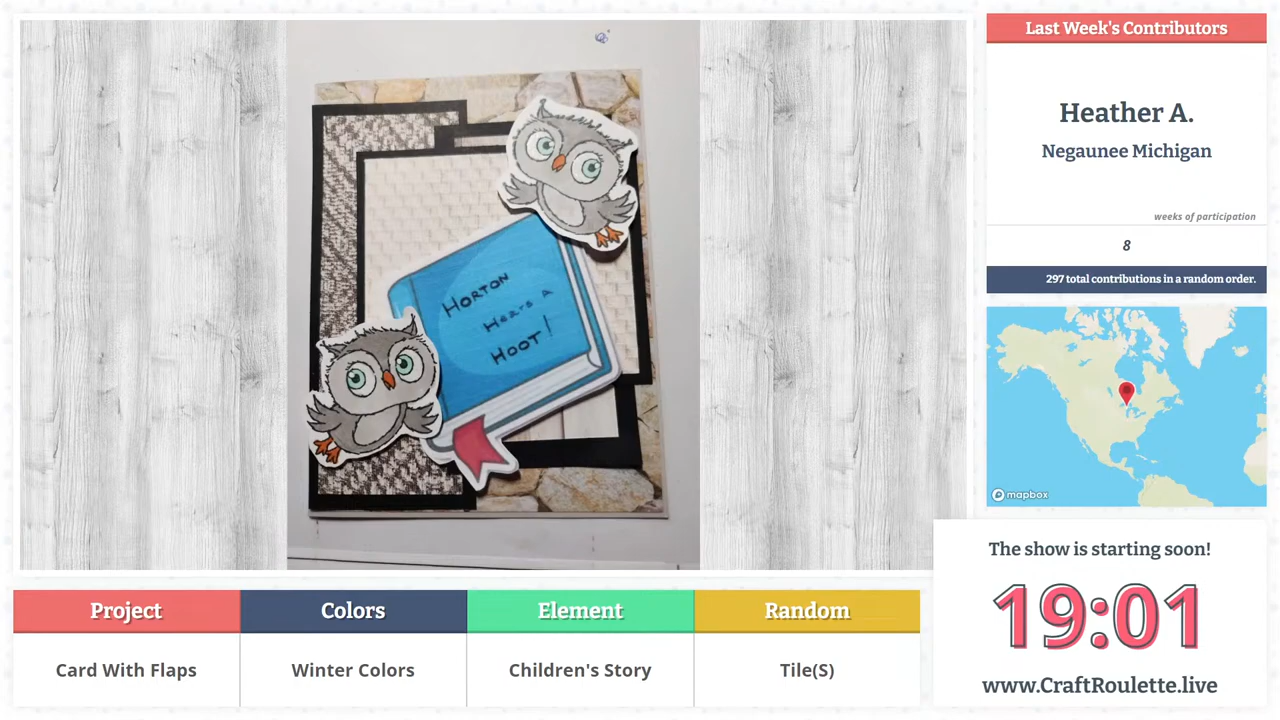 Last Week's Contributors
Heather A.
Negaunee Michigan
weeks of participation
8
297 total contributions in a random order.
HORTON
HEARS A
HOOT!
mapbox
The show is starting soon!
19:01
www.CraftRoulette.live
Project
Colors
Element
Random
Card With Flaps
Winter Colors
Children's Story
Tile(S)